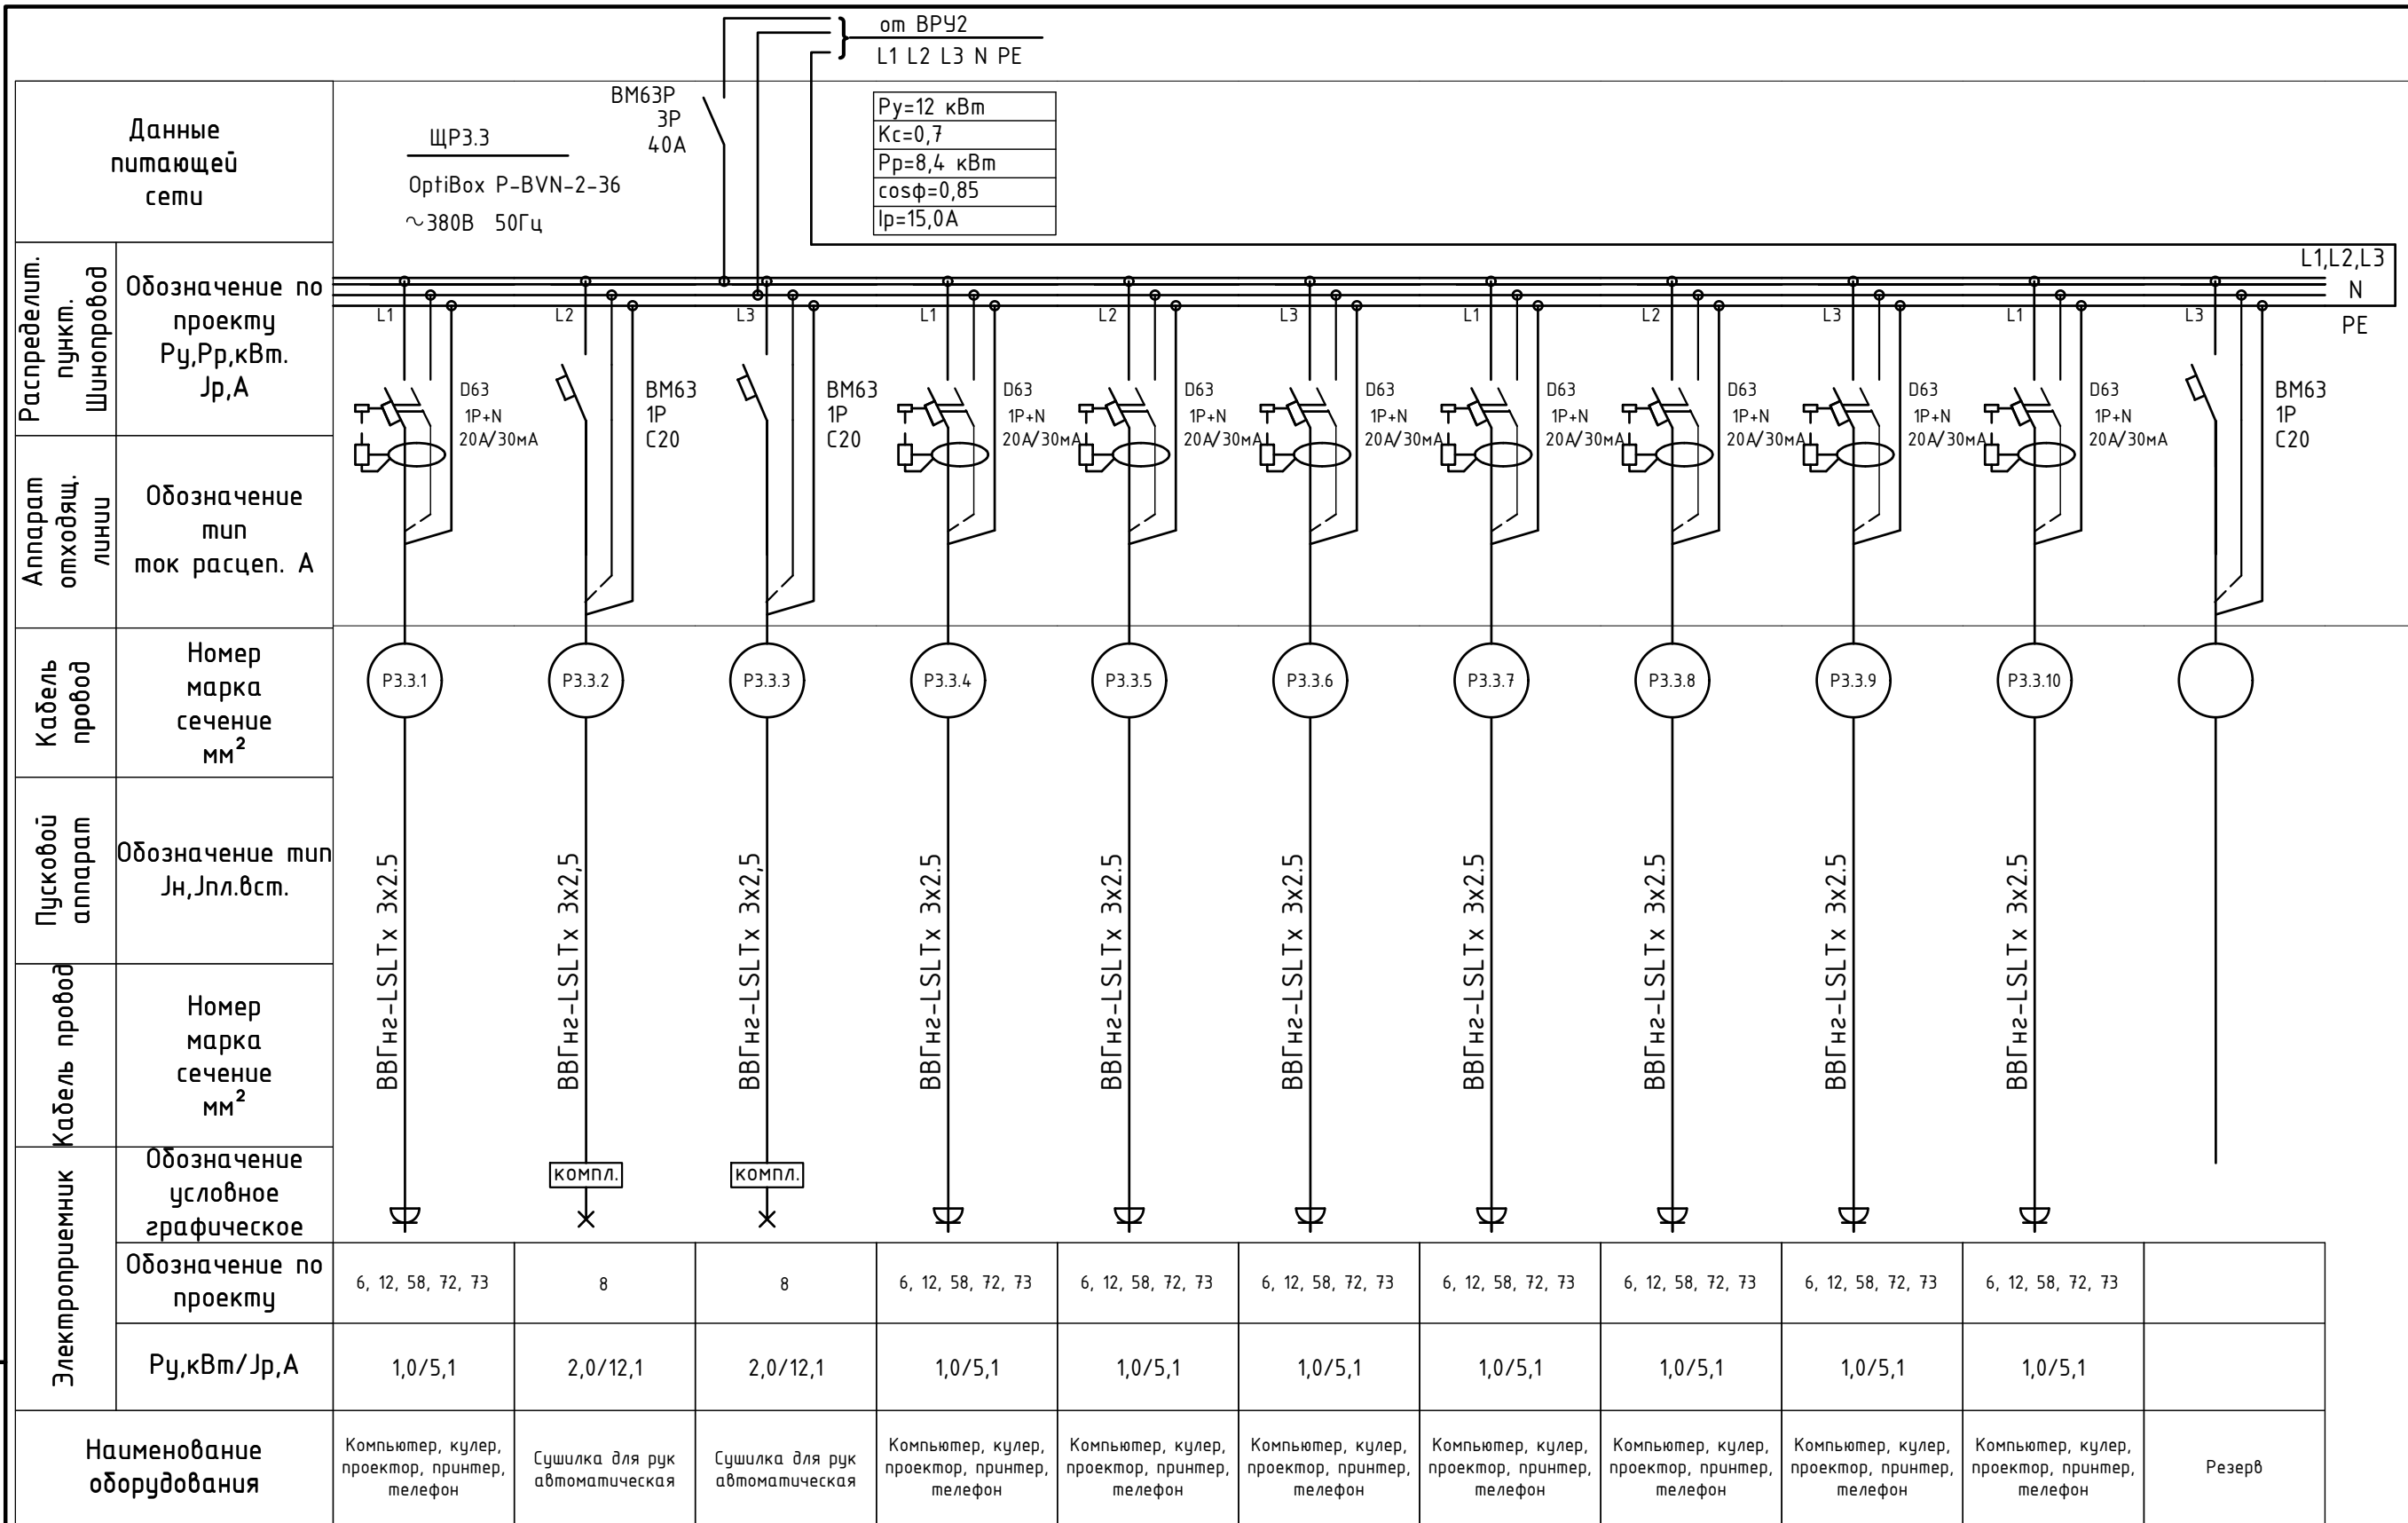 от ВРУ2
L1 L2 L3 N PE
Данные
питающей
сети
ЩР3.3
OptiBox P-BVN-2-36
~380В 50Гц
ВМ63Р
3Р
40А
Ру=12 кВт
Кс=0,7
Рр=8,4 кВт
cosφ=0,85
Iр=15,0А
Распределит.
пункт.
Шинопровод
Обозначение по
проекту
Ру,Рр,кВт.
Jр,А
L1,L2,L3
N
PE
L1
L2
L3
L1
L2
L3
L1
L2
L3
L1
L3
D63
1P+N
20А/30мА
ВМ63
1Р
С20
ВМ63
1Р
С20
D63
1P+N
20А/30мА
D63
1P+N
20А/30мА
D63
1P+N
20А/30мА
D63
1P+N
20А/30мА
D63
1P+N
20А/30мА
D63
1P+N
20А/30мА
D63
1P+N
20А/30мА
ВМ63
1Р
С20
Аппарат
отходящ.
линии
Обозначение
тип
ток расцеп. А
Кабель
провод
Номер
марка
сечение
мм²
Р3.3.1
Р3.3.2
Р3.3.3
Р3.3.4
Р3.3.5
Р3.3.6
Р3.3.7
Р3.3.8
Р3.3.9
Р3.3.10
Пусковой
аппарат
Обозначение тип
Jн,Jпл.вст.
ВВГнг-LSLTx 3x2.5
ВВГнг-LSLTx 3x2,5
ВВГнг-LSLTx 3x2,5
ВВГнг-LSLTx 3x2.5
ВВГнг-LSLTx 3x2.5
ВВГнг-LSLTx 3x2.5
ВВГнг-LSLTx 3x2.5
ВВГнг-LSLTx 3x2.5
ВВГнг-LSLTx 3x2.5
ВВГнг-LSLTx 3x2.5
Кабель провод
Номер
марка
сечение
мм²
Электроприемник
Обозначение
условное
графическое
компл.
компл.
Обозначение по
проекту
6, 12, 58, 72, 73
8
8
6, 12, 58, 72, 73
6, 12, 58, 72, 73
6, 12, 58, 72, 73
6, 12, 58, 72, 73
6, 12, 58, 72, 73
6, 12, 58, 72, 73
6, 12, 58, 72, 73
Ру,кВт/Jр,А
1,0/5,1
2,0/12,1
2,0/12,1
1,0/5,1
1,0/5,1
1,0/5,1
1,0/5,1
1,0/5,1
1,0/5,1
1,0/5,1
Наименование
оборудования
Компьютер, кулер,
проектор, принтер,
телефон
Сушилка для рук
автоматическая
Сушилка для рук
автоматическая
Компьютер, кулер,
проектор, принтер,
телефон
Компьютер, кулер,
проектор, принтер,
телефон
Компьютер, кулер,
проектор, принтер,
телефон
Компьютер, кулер,
проектор, принтер,
телефон
Компьютер, кулер,
проектор, принтер,
телефон
Компьютер, кулер,
проектор, принтер,
телефон
Компьютер, кулер,
проектор, принтер,
телефон
Резерв